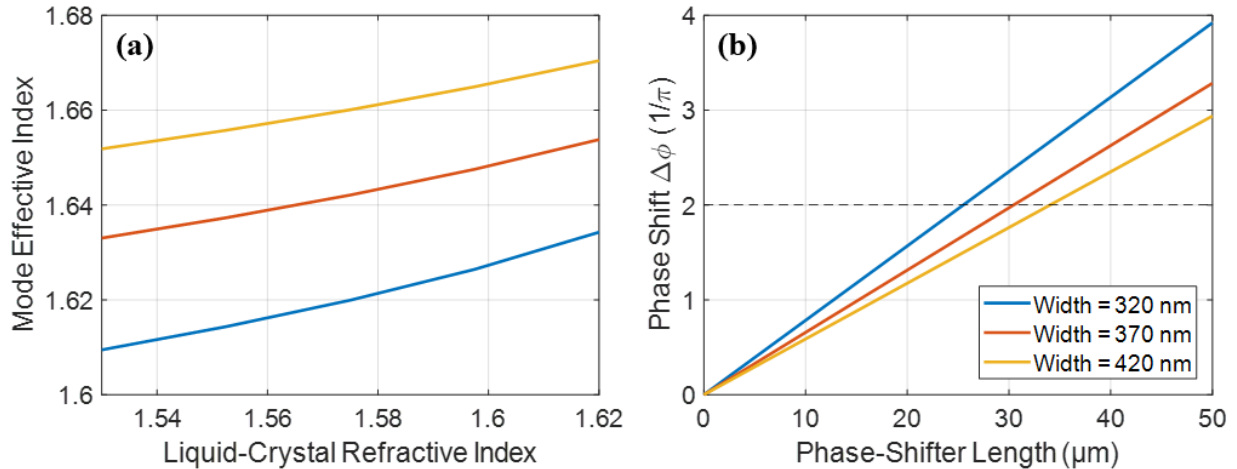 (a)
Mode Effective Index
1.68
1.66
1.64
1.62
1.6
1.54
1.56
1.58
1.6
1.62
Liquid-Crystal Refractive Index
(b)
Phase Shift Δϕ (1/π)
4
3
2
1
0
0
10
20
30
40
50
Phase-Shifter Length (μm)
Width = 320 nm
Width = 370 nm
Width = 420 nm